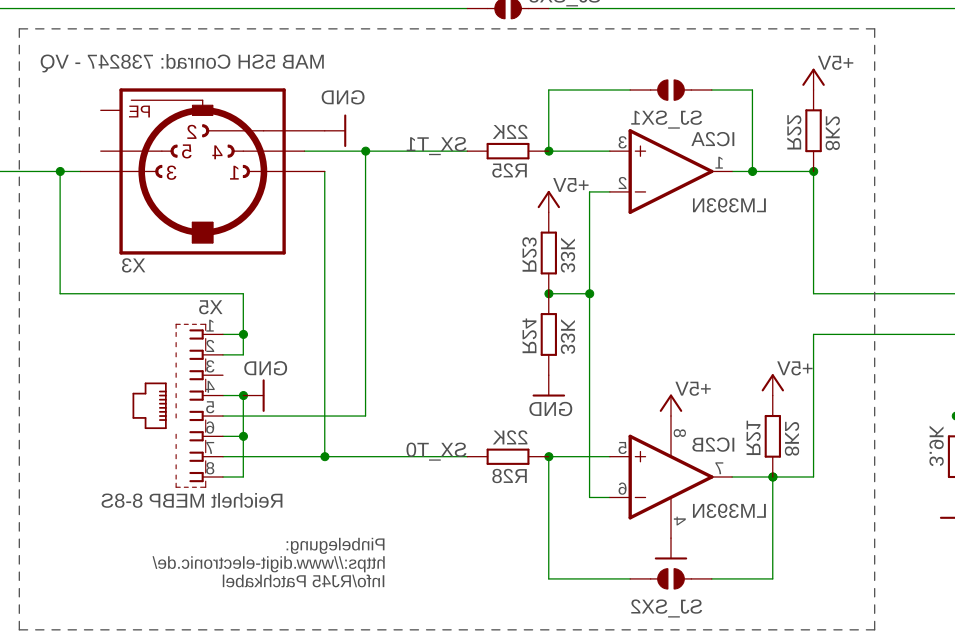 SJ_SX3
MAB 5SH Conrad: 738247 - VQ
GND
PE
2
5
4
3
1
X3
SX_T1
22K
R25
SJ_SX1
IC2A
3
2
1
LM393N
+5V
R22
8K2
+5V
R23
33K
R24
33K
GND
X5
1
2
3
4
5
6
7
8
GND
Reichelt MEBP 8-8S
SX_T0
22K
R28
+5V
8
IC2B
5
6
7
4
LM393N
+5V
R21
8K2
SJ_SX2
3.9K
Pinbelegung:
https://www.digit-electronic.de/
Info/RJ45 Patchkabel